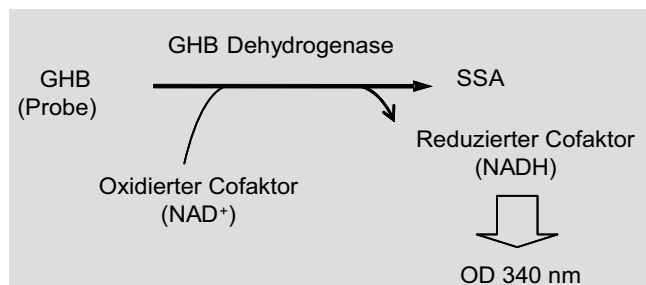 GHB Dehydrogenase
GHB
(Probe)
SSA
Oxidierter Cofaktor
(NAD⁺)
Reduzierter Cofaktor
(NADH)
OD 340 nm